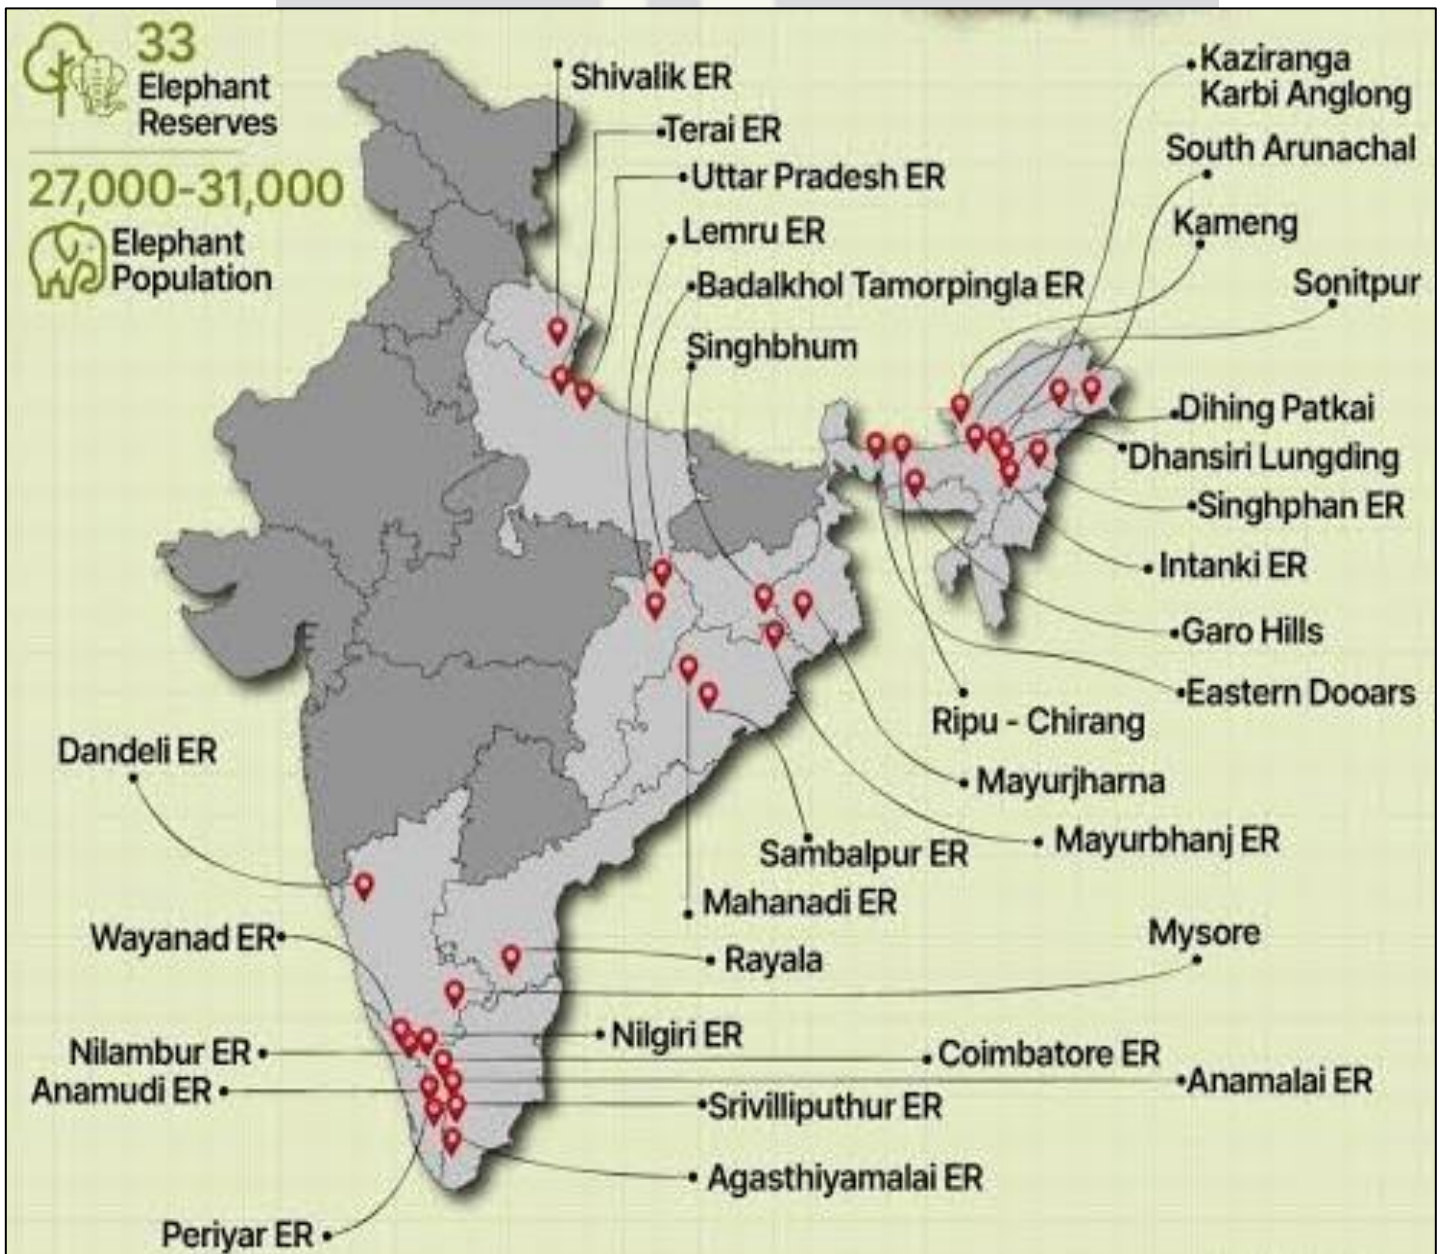 33
Elephant
Reserves
27,000-31,000
Elephant
Population
Shivalik ER
Terai ER
Uttar Pradesh ER
Lemru ER
Badalkhol Tamorpingla ER
Singhbhum
Kaziranga
Karbi Anglong
South Arunachal
Kameng
Sonitpur
Dihing Patkai
Dhansiri Lungding
Singhphan ER
Intanki ER
Garo Hills
Eastern Dooars
Ripu - Chirang
Mayurjharna
Mayurbhanj ER
Sambalpur ER
Mahanadi ER
Rayala
Mysore
Dandeli ER
Wayanad ER
Nilgiri ER
Nilambur ER
Coimbatore ER
Anamudi ER
Anamalai ER
Srivilliputhur ER
Agasthiyamalai ER
Periyar ER